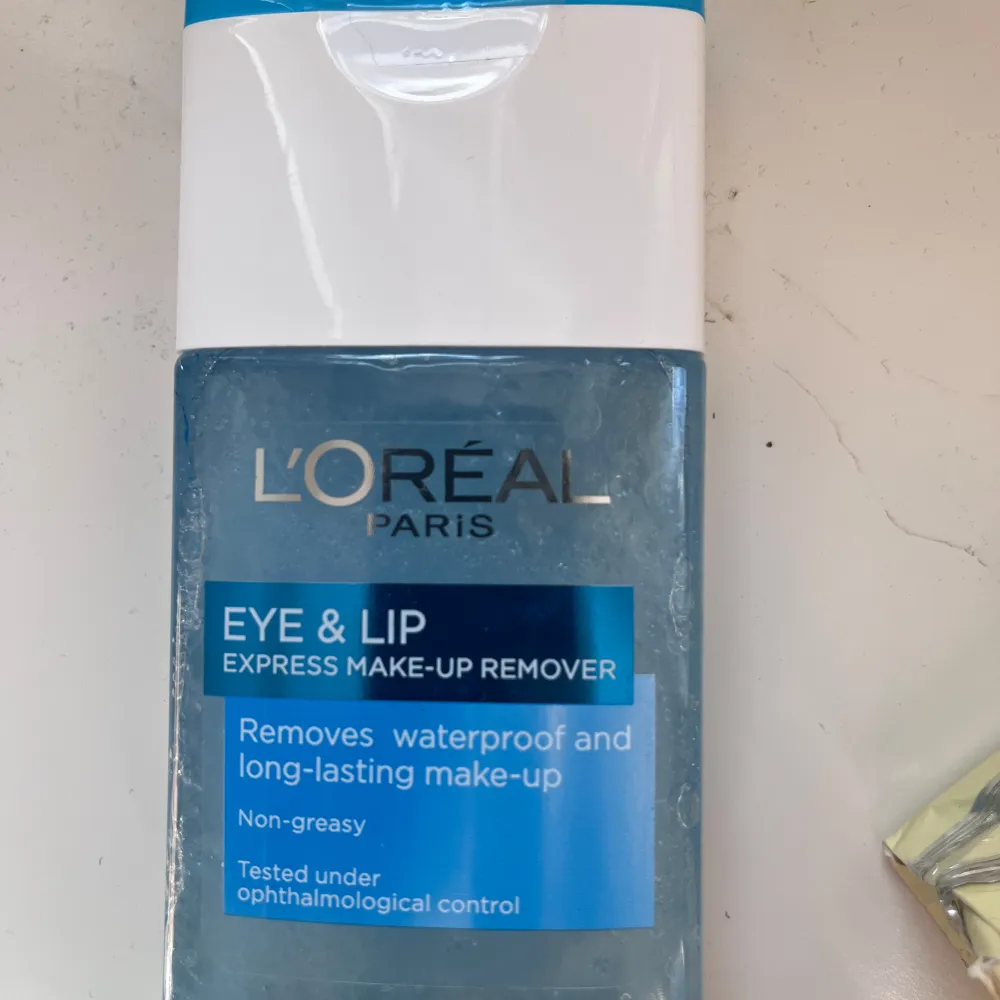 L'ORÉAL
PARiS
EYE & LIP
EXPRESS MAKE-UP REMOVER
Removes waterproof and
long-lasting make-up
Non-greasy
Tested under
ophthalmological control